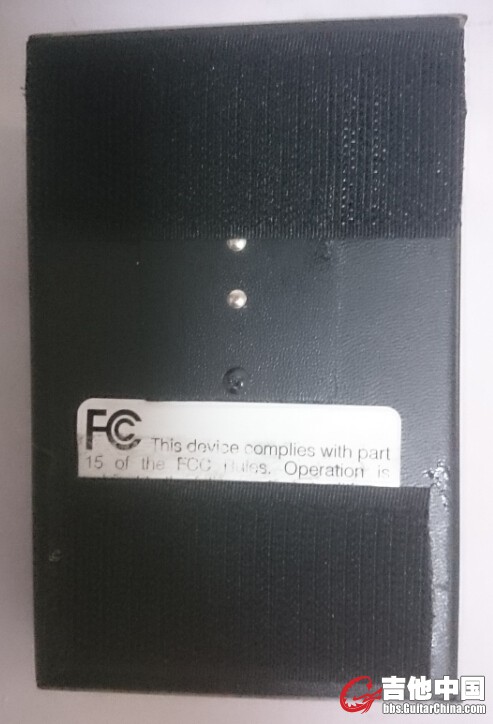 FC
This device complies with part
15 of the FCC rules. Operation is
吉他中国
bbs.GuitarChina.com